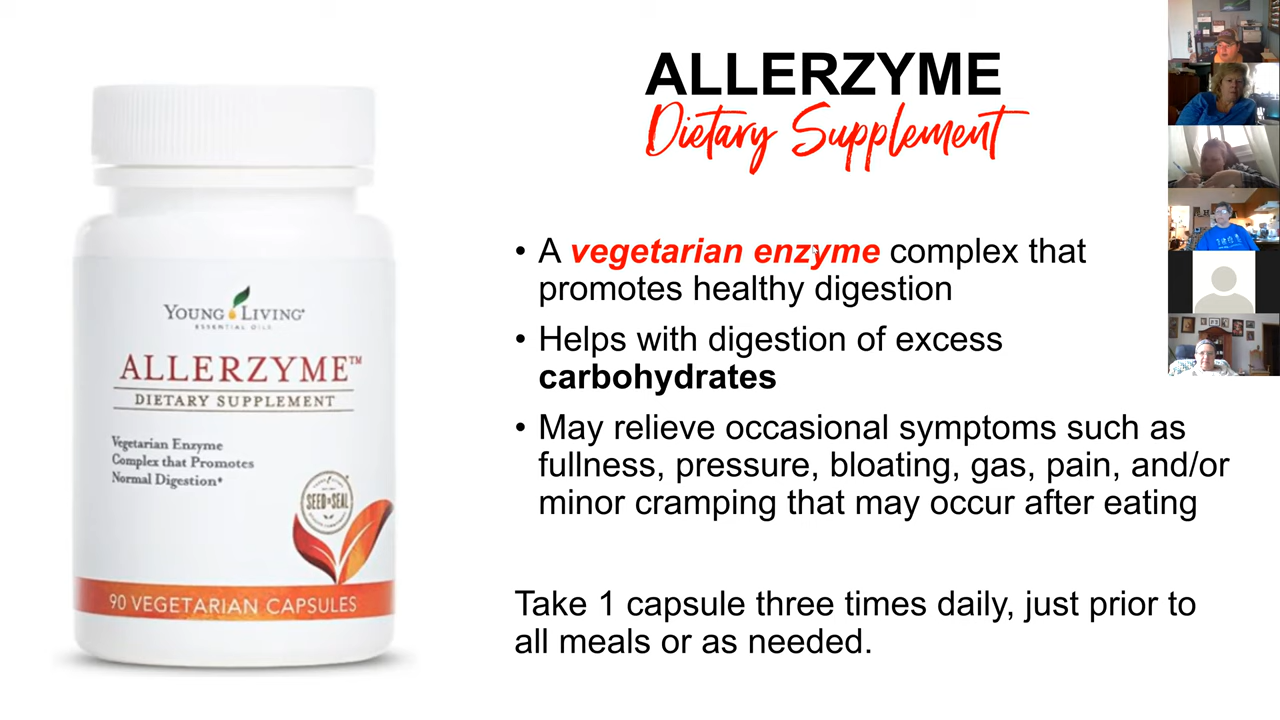 ALLERZYME
Dietary Supplement
• A vegetarian enzyme complex that
promotes healthy digestion
• Helps with digestion of excess
carbohydrates
• May relieve occasional symptoms such as
fullness, pressure, bloating, gas, pain, and/or
minor cramping that may occur after eating
Take 1 capsule three times daily, just prior to
all meals or as needed.
YOUNG LIVING
ESSENTIAL OILS
ALLERZYME™
DIETARY SUPPLEMENT
Vegetarian Enzyme
Complex that Promotes
Normal Digestion*
YOUNG LIVING
SEED TO SEAL
90 VEGETARIAN CAPSULES